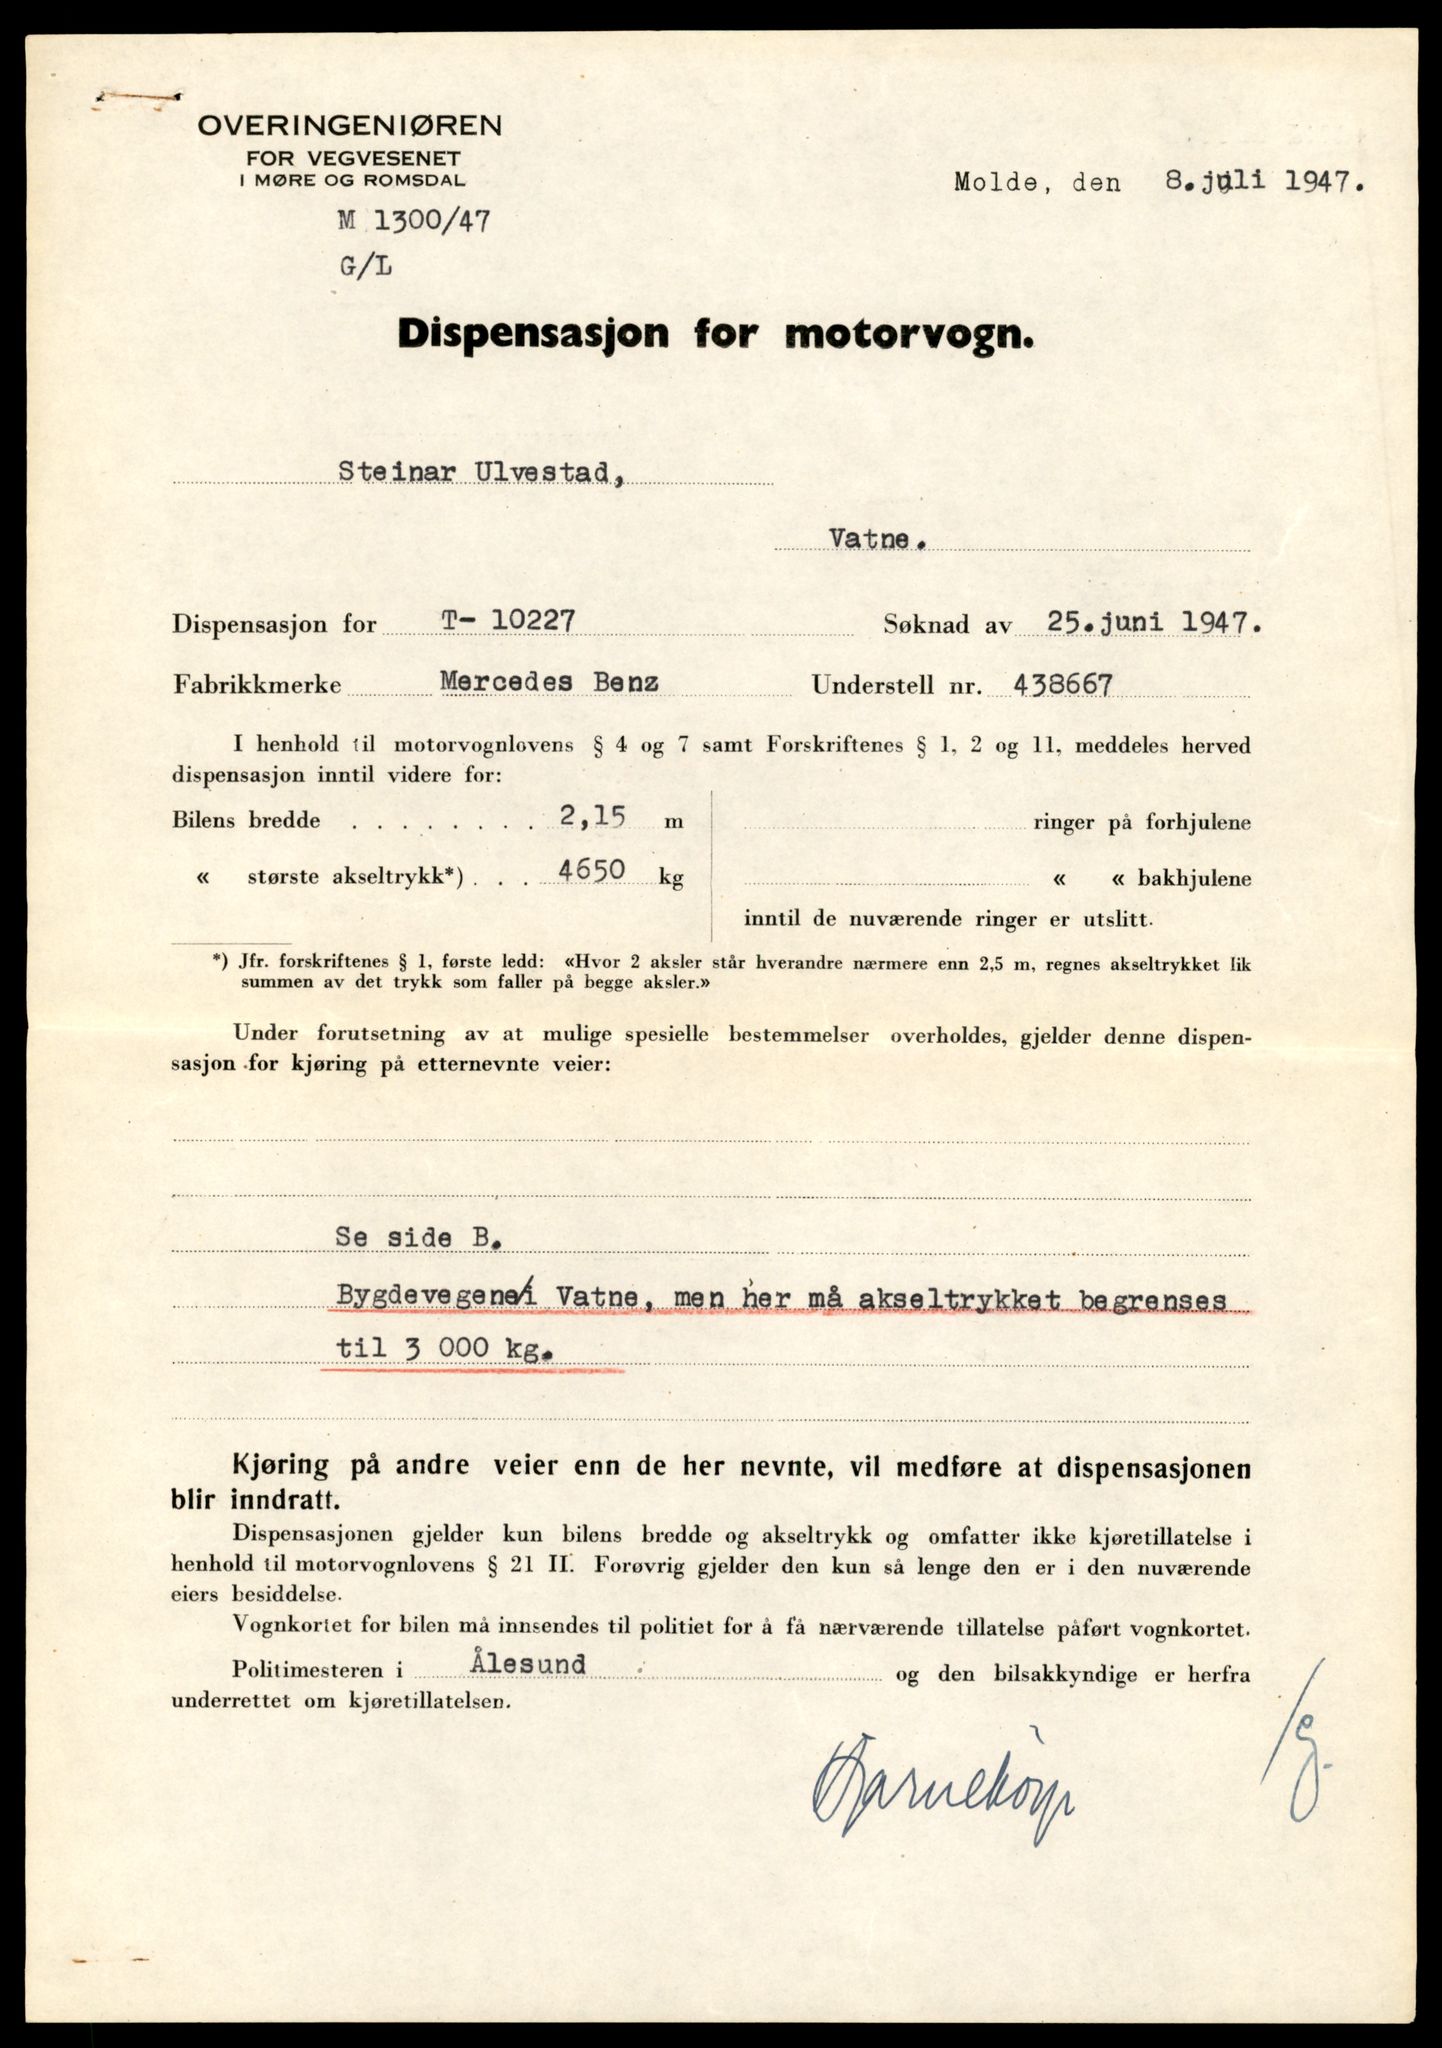 OVERINGENIØREN
FOR VEGVESENET
I MØRE OG ROMSDAL
Molde, den 8. juli 1947.
M 1300/47
G/L
Dispensasjon for motorvogn.
Steinar Ulvestad,
Vatne.
Dispensasjon for T- 10227 Søknad av 25.juni 1947.
Fabrikkmerke Mercedes Benz Understell nr. 438667
I henhold til motorvognlovens § 4 og 7 samt Forskriftenes § 1, 2 og 11, meddeles herved
dispensasjon inntil videre for:
Bilens bredde . . . . . . . . 2,15 m ringer på forhjulene
« største akseltrykk*) . . . 4650 kg « « bakhjulene
inntil de nuværende ringer er utslitt.
*) Jfr. forskriftenes § 1, første ledd: «Hvor 2 aksler står hverandre nærmere enn 2,5 m, regnes akseltrykket lik
summen av det trykk som faller på begge aksler.»
Under forutsetning av at mulige spesielle bestemmelser overholdes, gjelder denne dispen-
sasjon for kjøring på etternevnte veier:
Se side B.
Bygdevegene/i Vatne, men her må akseltrykket begrenses
til 3 000 kg.
Kjøring på andre veier enn de her nevnte, vil medføre at dispensasjonen
blir inndratt.
Dispensasjonen gjelder kun bilens bredde og akseltrykk og omfatter ikke kjøretillatelse i
henhold til motorvognlovens § 21 II. Forøvrig gjelder den kun så lenge den er i den nuværende
eiers besiddelse.
Vognkortet for bilen må innsendes til politiet for å få nærværende tillatelse påført vognkortet.
Politimesteren i Ålesund og den bilsakkyndige er herfra
underrettet om kjøretillatelsen.